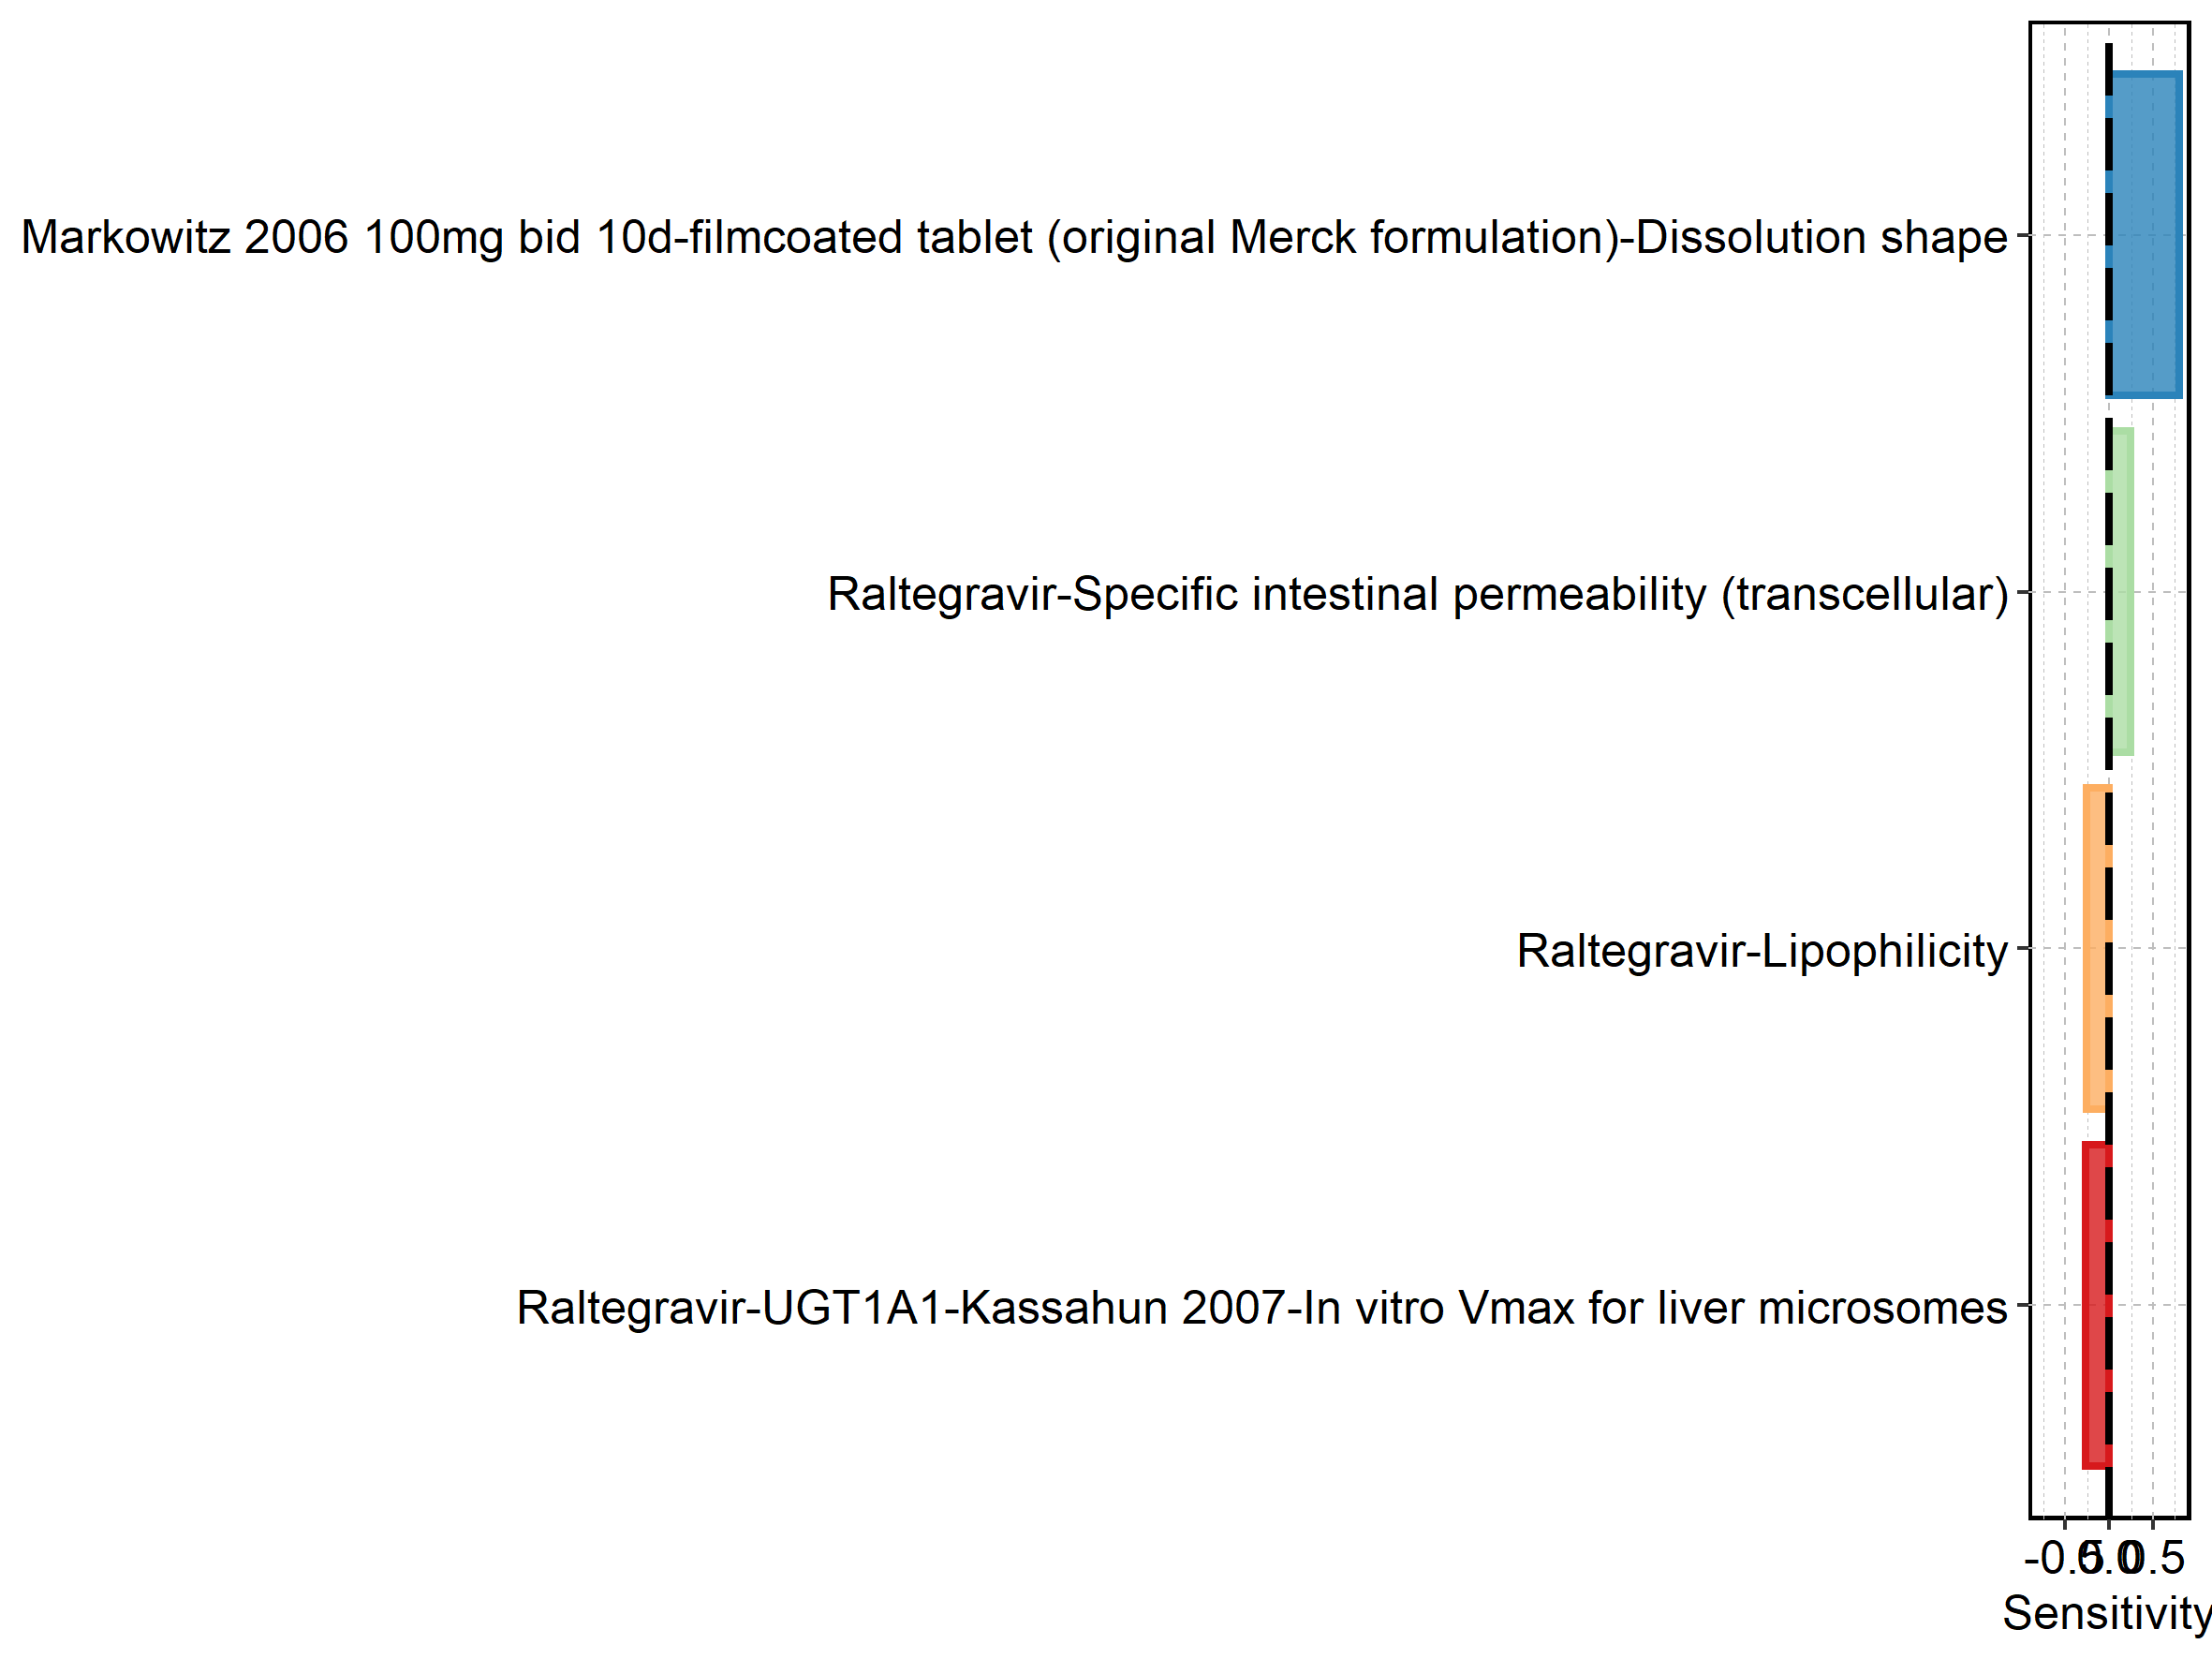 Markowitz 2006 100mg bid 10d-filmcoated tablet (original Merck formulation)-Dissolution shape
Raltegravir-Specific intestinal permeability (transcellular)
Raltegravir-Lipophilicity
Raltegravir-UGT1A1-Kassahun 2007-In vitro Vmax for liver microsomes
-0.5 0.0 0.5
Sensitivity